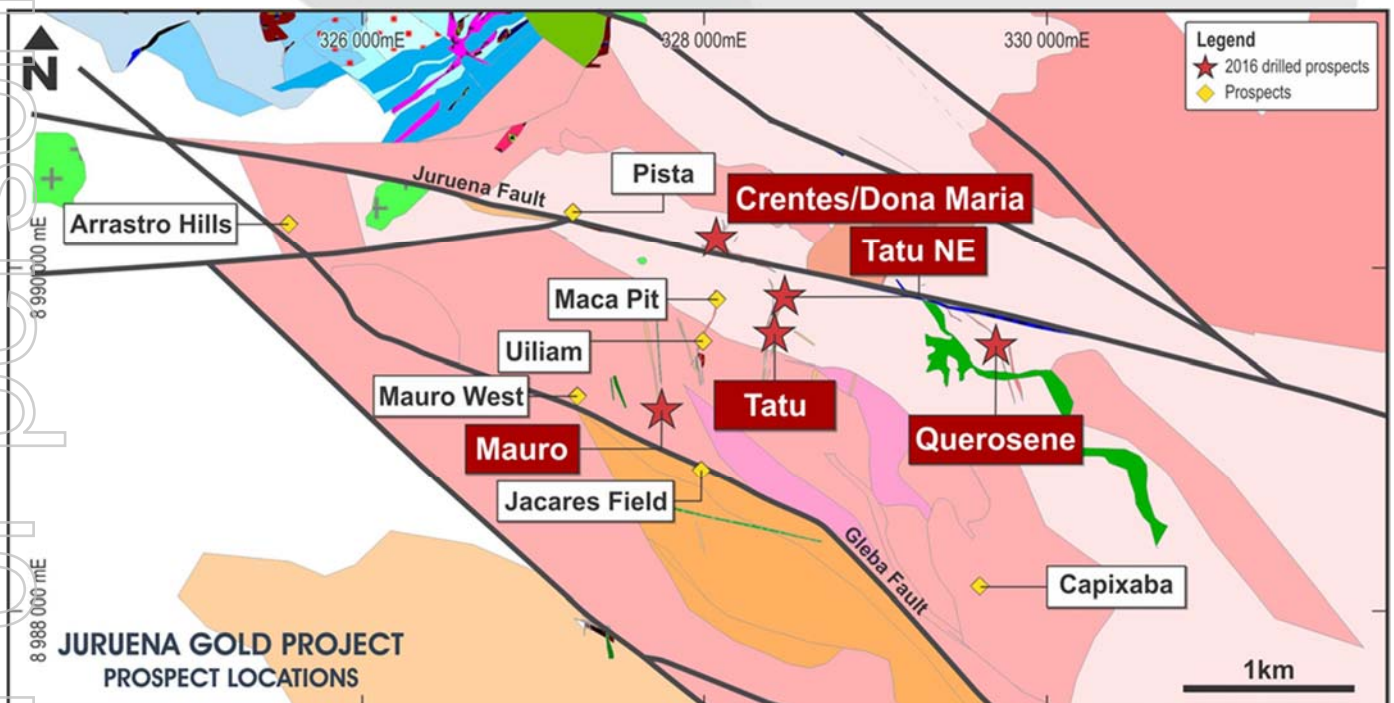 326 000mE
328 000mE
330 000mE
N
Legend
2016 drilled prospects
Prospects
Juruena Fault
Pista
Crentes/Dona Maria
Arrastro Hills
Tatu NE
8 990 000 mE
Maca Pit
Uiliam
Mauro West
Tatu
Mauro
Querosene
Jacares Field
Gleba Fault
Capixaba
8 988 000 mE
JURUENA GOLD PROJECT
PROSPECT LOCATIONS
1km